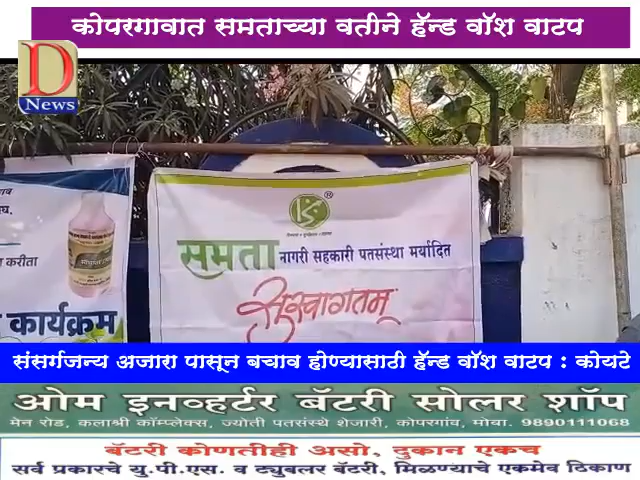 कोपरगावात समताच्या वतीने हॅन्ड वॉश वाटप
D
News
करीता
कार्यक्रम
®
समता नागरी सहकारी पतसंस्था मर्यादित
सुस्वागतम्
संसर्गजन्य अजारा पासून बचाव होण्यासाठी हॅन्ड वॉश वाटप : कोयटे
ओम इनव्हर्टर बॅटरी सोलर शॉप
मेन रोड, कलाश्री कॉम्प्लेक्स, ज्योती पतसंस्थे शेजारी, कोपरगांव, मोबा. 9890111068
बॅटरी कोणतीही असो, दुकान एकच
सर्व प्रकारचे यु.पी.एस. व ट्युबलर बॅटरी, मिळण्याचे एकमेव ठिकाण